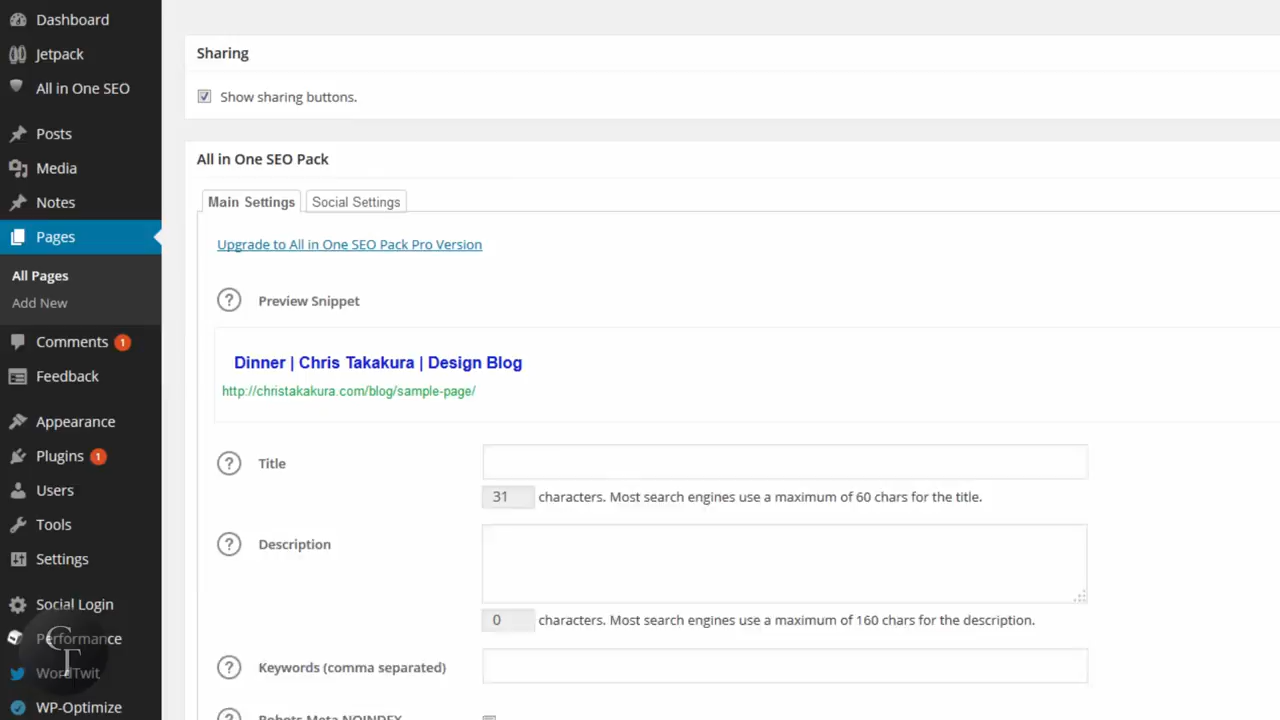 Dashboard
Jetpack
All in One SEO
Posts
Media
Notes
Pages
All Pages
Add New
Comments 1
Feedback
Appearance
Plugins 1
Users
Tools
Settings
Social Login
Performance
WordTwit
WP-Optimize
CT
Sharing
Show sharing buttons.
All in One SEO Pack
Main Settings Social Settings
Upgrade to All in One SEO Pack Pro Version
? Preview Snippet
Dinner | Chris Takakura | Design Blog
http://christakakura.com/blog/sample-page/
? Title
31 characters. Most search engines use a maximum of 60 chars for the title.
? Description
0 characters. Most search engines use a maximum of 160 chars for the description.
? Keywords (comma separated)
? Robots Meta NOINDEX